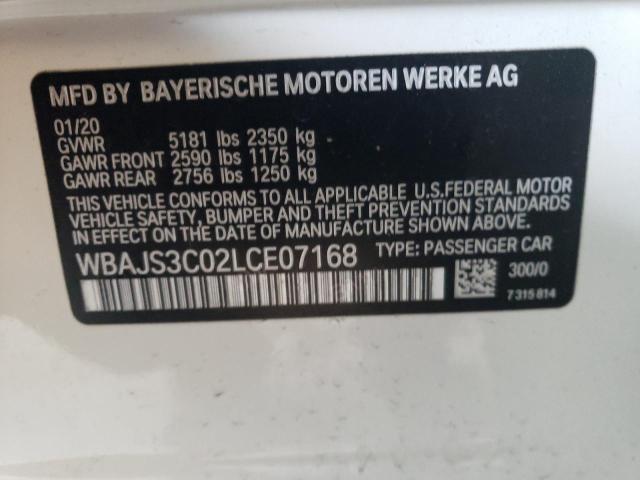 MFD BY BAYERISCHE MOTOREN WERKE AG
01/20
GVWR 5181 lbs 2350 kg
GAWR FRONT 2590 lbs 1175 kg
GAWR REAR 2756 lbs 1250 kg
THIS VEHICLE CONFORMS TO ALL APPLICABLE U.S.FEDERAL MOTOR
VEHICLE SAFETY, BUMPER AND THEFT PREVENTION STANDARDS
IN EFFECT ON THE DATE OF MANUFACTURE SHOWN ABOVE.
WBAJS3C02LCE07168 TYPE: PASSENGER CAR
300/0
7315814